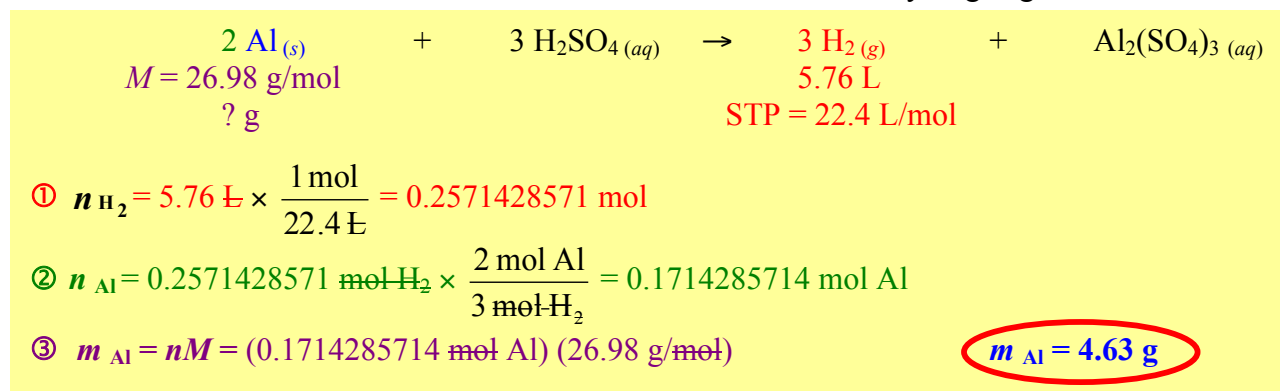 2 Al (s) + 3 H₂SO₄ (aq) → 3 H₂ (g) + Al₂(SO₄)₃ (aq)
M = 26.98 g/mol 5.76 L
? g STP = 22.4 L/mol
① n H₂ = 5.76 L × 1 mol / 22.4 L = 0.2571428571 mol
② n Al = 0.2571428571 mol H₂ × 2 mol Al / 3 mol H₂ = 0.1714285714 mol Al
③ m Al = nM = (0.1714285714 mol Al) (26.98 g/mol) m Al = 4.63 g